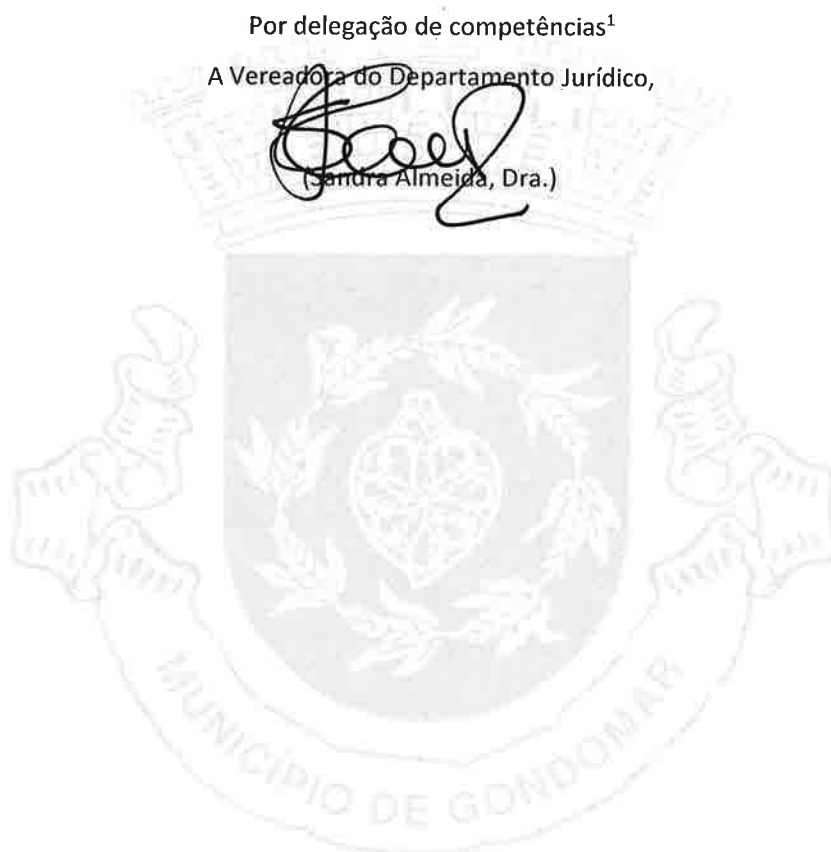 Por delegação de competências¹
A Vereadora do Departamento Jurídico,
(Sandra Almeida, Dra.)
MUNICÍPIO DE GONDOMAR